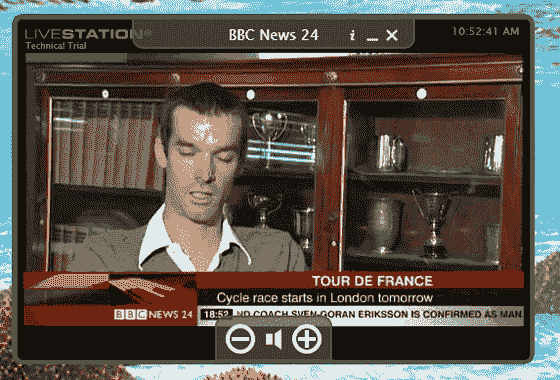 LIVESTATION
BBC News 24
i
10:52:41 AM
Technical Trial
TOUR DE FRANCE
Cycle race starts in London tomorrow
BBC NEWS 24
18:52
COACH SVEN-GORAN ERIKSSON IS CONFIRMED AS MAN